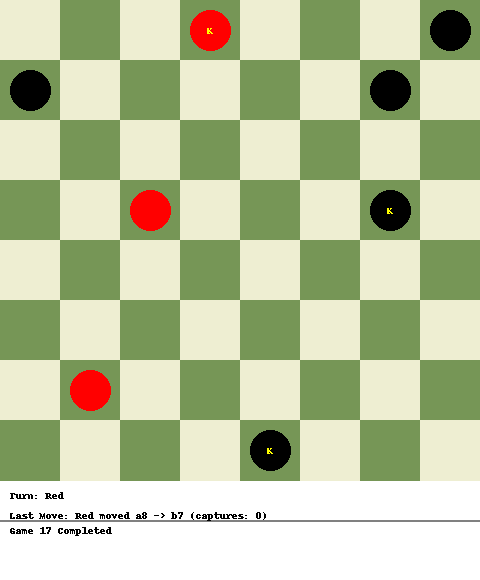 K
K
K
Turn: Red
Last Move: Red moved a8 -> b7 (captures: 0)
Game 17 Completed